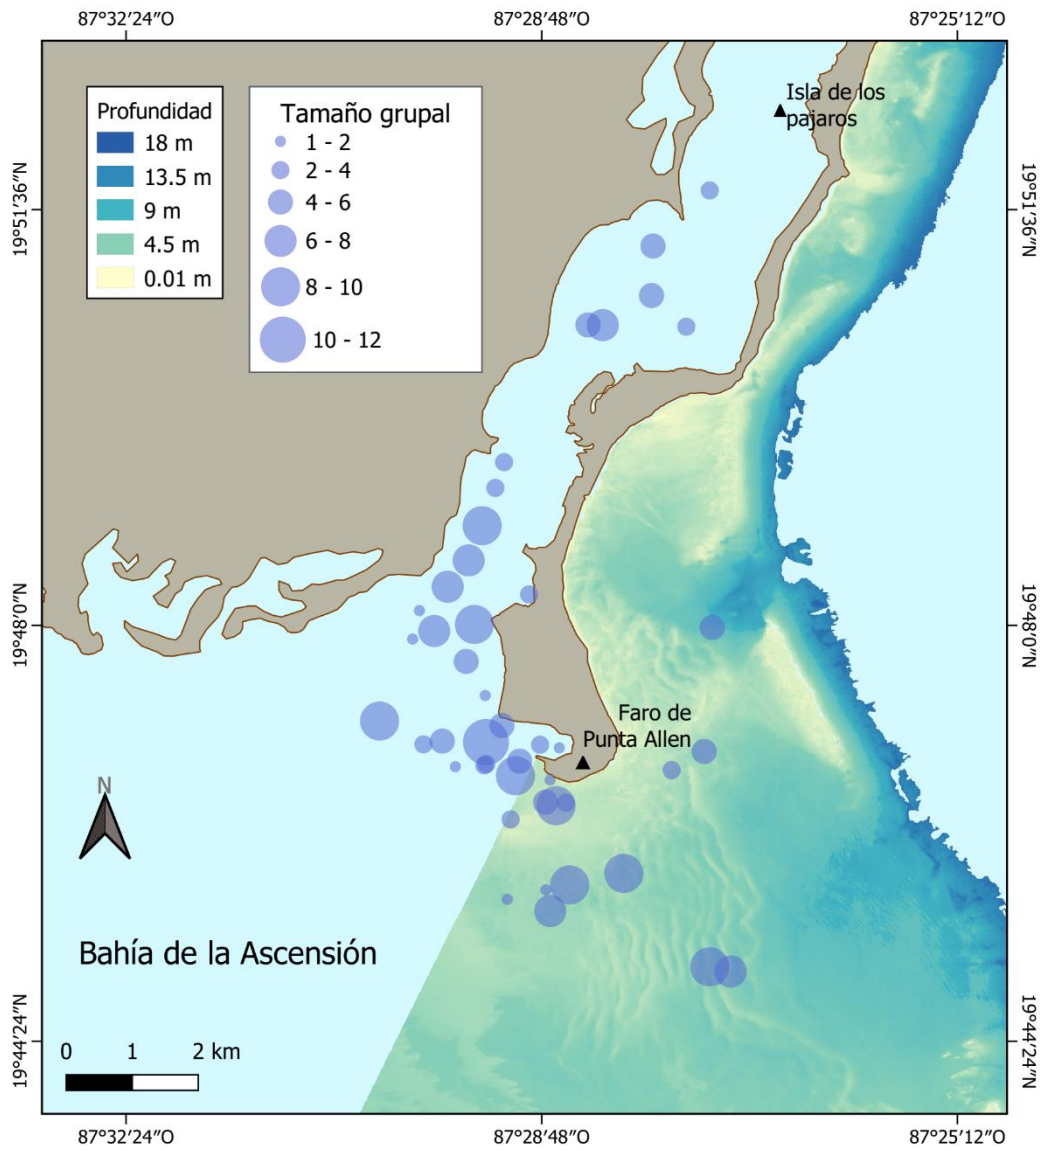 87°32′24″O
87°28′48″O
87°25′12″O
Profundidad
18 m
13.5 m
9 m
4.5 m
0.01 m
Tamaño grupal
1 - 2
2 - 4
4 - 6
6 - 8
8 - 10
10 - 12
Isla de los
pajaros
19°51′36″N
19°51′36″N
19°48′0″N
19°48′0″N
Faro de
Punta Allen
N
Bahía de la Ascensión
19°44′24″N
19°44′24″N
0 1 2 km
87°32′24″O
87°28′48″O
87°25′12″O